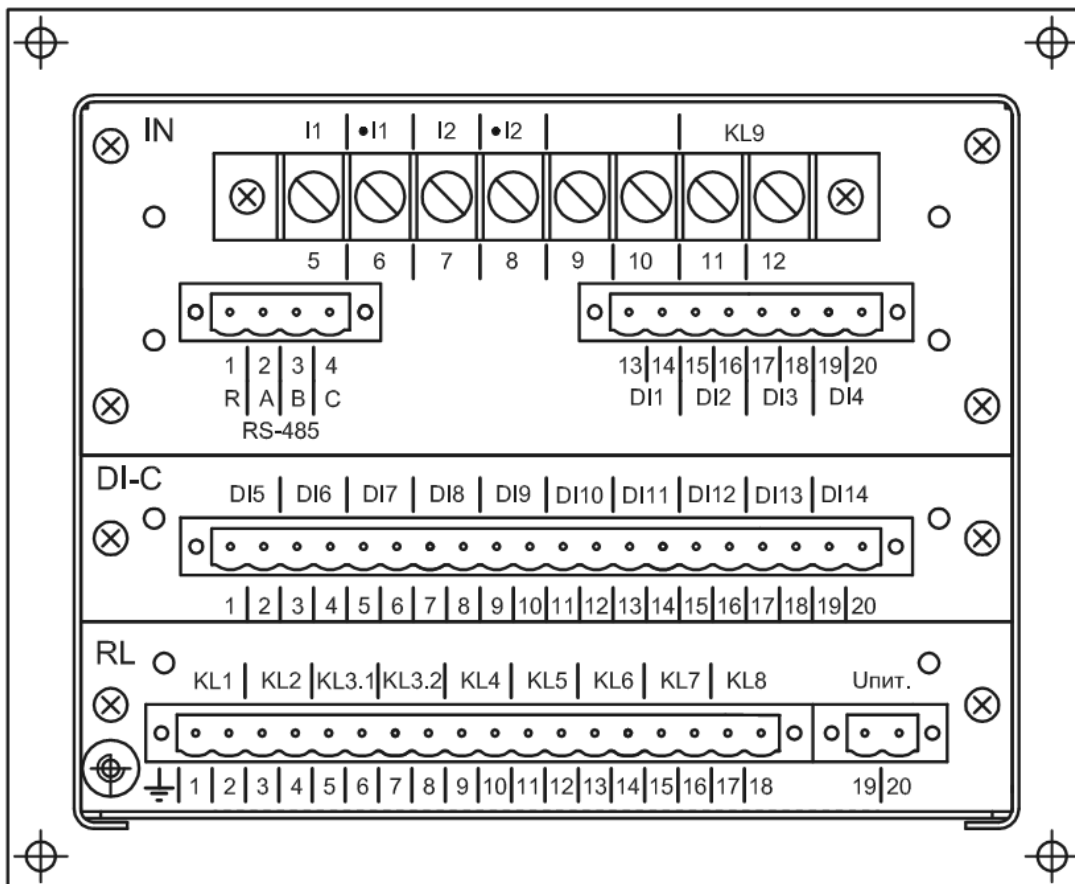 IN
I1 •I1 I2 •I2 KL9
5 6 7 8 9 10 11 12
1 2 3 4
R A B C
RS-485
13 14 15 16 17 18 19 20
DI1 DI2 DI3 DI4
DI-C
DI5 DI6 DI7 DI8 DI9 DI10 DI11 DI12 DI13 DI14
1 2 3 4 5 6 7 8 9 10 11 12 13 14 15 16 17 18 19 20
RL
KL1 KL2 KL3.1 KL3.2 KL4 KL5 KL6 KL7 KL8 Uпит.
1 2 3 4 5 6 7 8 9 10 11 12 13 14 15 16 17 18 19 20